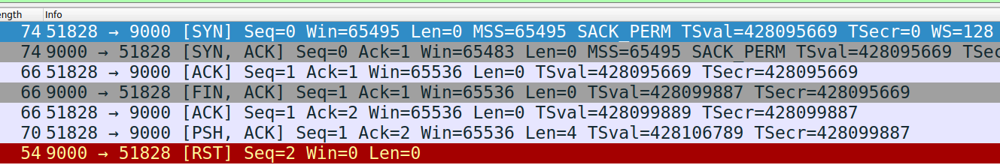 ength Info
74 51828 → 9000 [SYN] Seq=0 Win=65495 Len=0 MSS=65495 SACK_PERM TSval=428095669 TSecr=0 WS=128
74 9000 → 51828 [SYN, ACK] Seq=0 Ack=1 Win=65483 Len=0 MSS=65495 SACK_PERM TSval=428095669 TSec
66 51828 → 9000 [ACK] Seq=1 Ack=1 Win=65536 Len=0 TSval=428095669 TSecr=428095669
66 9000 → 51828 [FIN, ACK] Seq=1 Ack=1 Win=65536 Len=0 TSval=428099887 TSecr=428095669
66 51828 → 9000 [ACK] Seq=1 Ack=2 Win=65536 Len=0 TSval=428099889 TSecr=428099887
70 51828 → 9000 [PSH, ACK] Seq=1 Ack=2 Win=65536 Len=4 TSval=428106789 TSecr=428099887
54 9000 → 51828 [RST] Seq=2 Win=0 Len=0